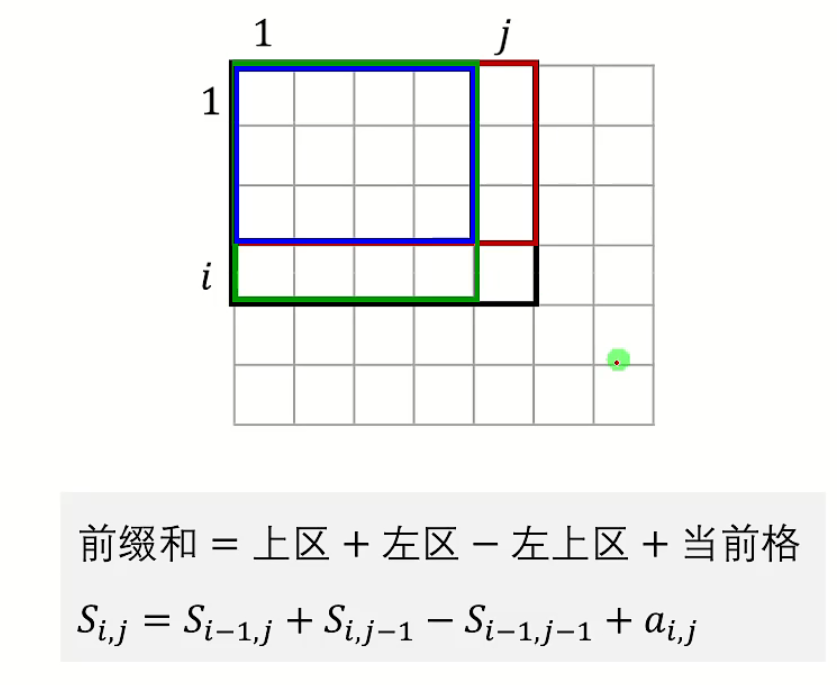 1 j
1
i
前缀和 = 上区 + 左区 − 左上区 + 当前格
S_{i,j} = S_{i−1,j} + S_{i,j−1} − S_{i−1,j−1} + a_{i,j}